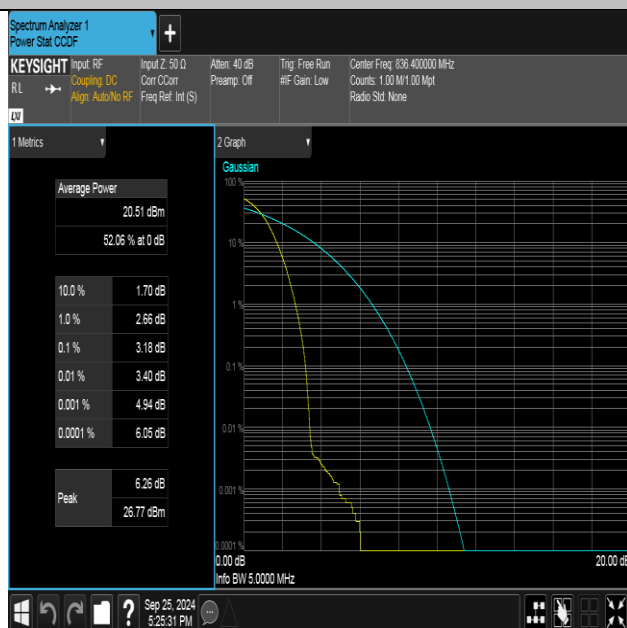 Spectrum Analyzer 1
Power Stat CCDF
+
KEYSIGHT
RL
LXI
Input: RF
Coupling: DC
Align: Auto/No RF
Input Z: 50 Ω
Corr CCorr
Freq Ref: Int (S)
Atten: 40 dB
Preamp: Off
Trig: Free Run
#IF Gain: Low
Center Freq: 836.400000 MHz
Counts: 1.00 M/1.00 Mpt
Radio Std: None
1 Metrics
Average Power
20.51 dBm
52.06 % at 0 dB
10.0 % 1.70 dB
1.0 % 2.66 dB
0.1 % 3.18 dB
0.01 % 3.40 dB
0.001 % 4.94 dB
0.0001 % 6.05 dB
Peak
6.26 dB
26.77 dBm
2 Graph
Gaussian
100 %
10 %
1 %
0.1 %
0.01 %
0.001 %
0.0001 %
0.00 dB
20.00 dB
Info BW 5.0000 MHz
?
Sep 25, 2024
5:25:31 PM